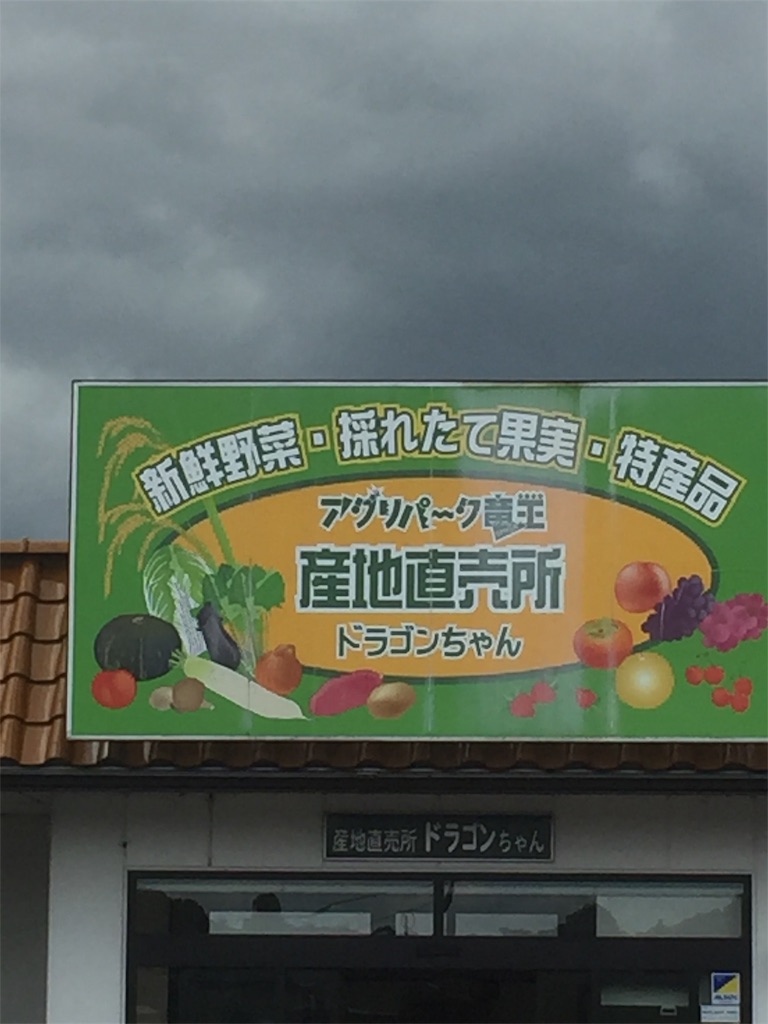 新鮮野菜・採れたて果実・特産品
アグリパーク竜王
産地直売所
ドラゴンちゃん
産地直売所 ドラゴンちゃん